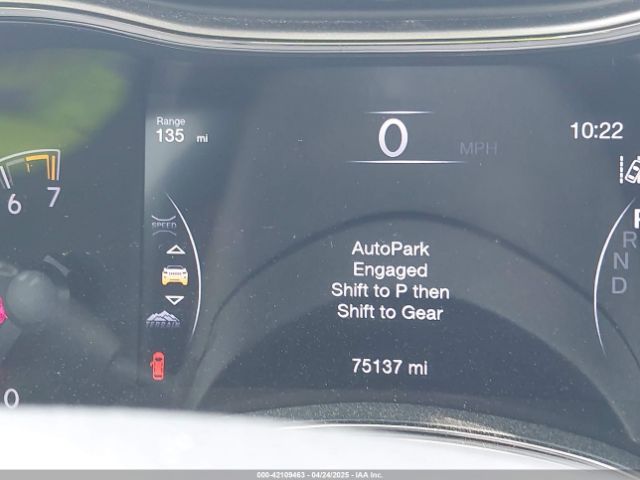 Range
135 mi
0
MPH
10:22
6
7
SPEED
AutoPark
Engaged
Shift to P then
Shift to Gear
TERRAIN
75137 mi
P
R
N
D
0
000-42109463 - 04/24/2025 - IAA Inc.